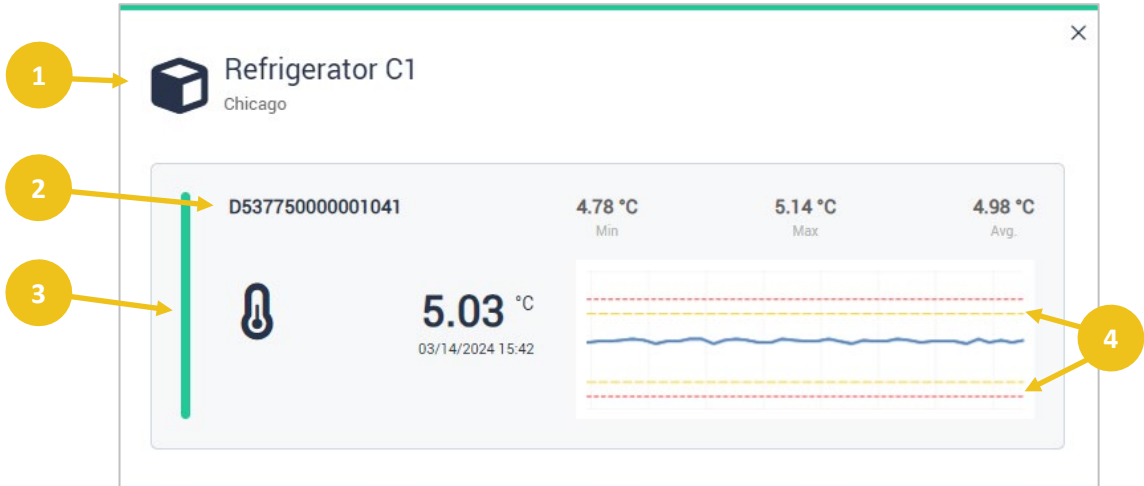 1
Refrigerator C1
Chicago
2
D537750000001041
4.78 °C
Min
5.14 °C
Max
4.98 °C
Avg.
3
5.03 °C
03/14/2024 15:42
4